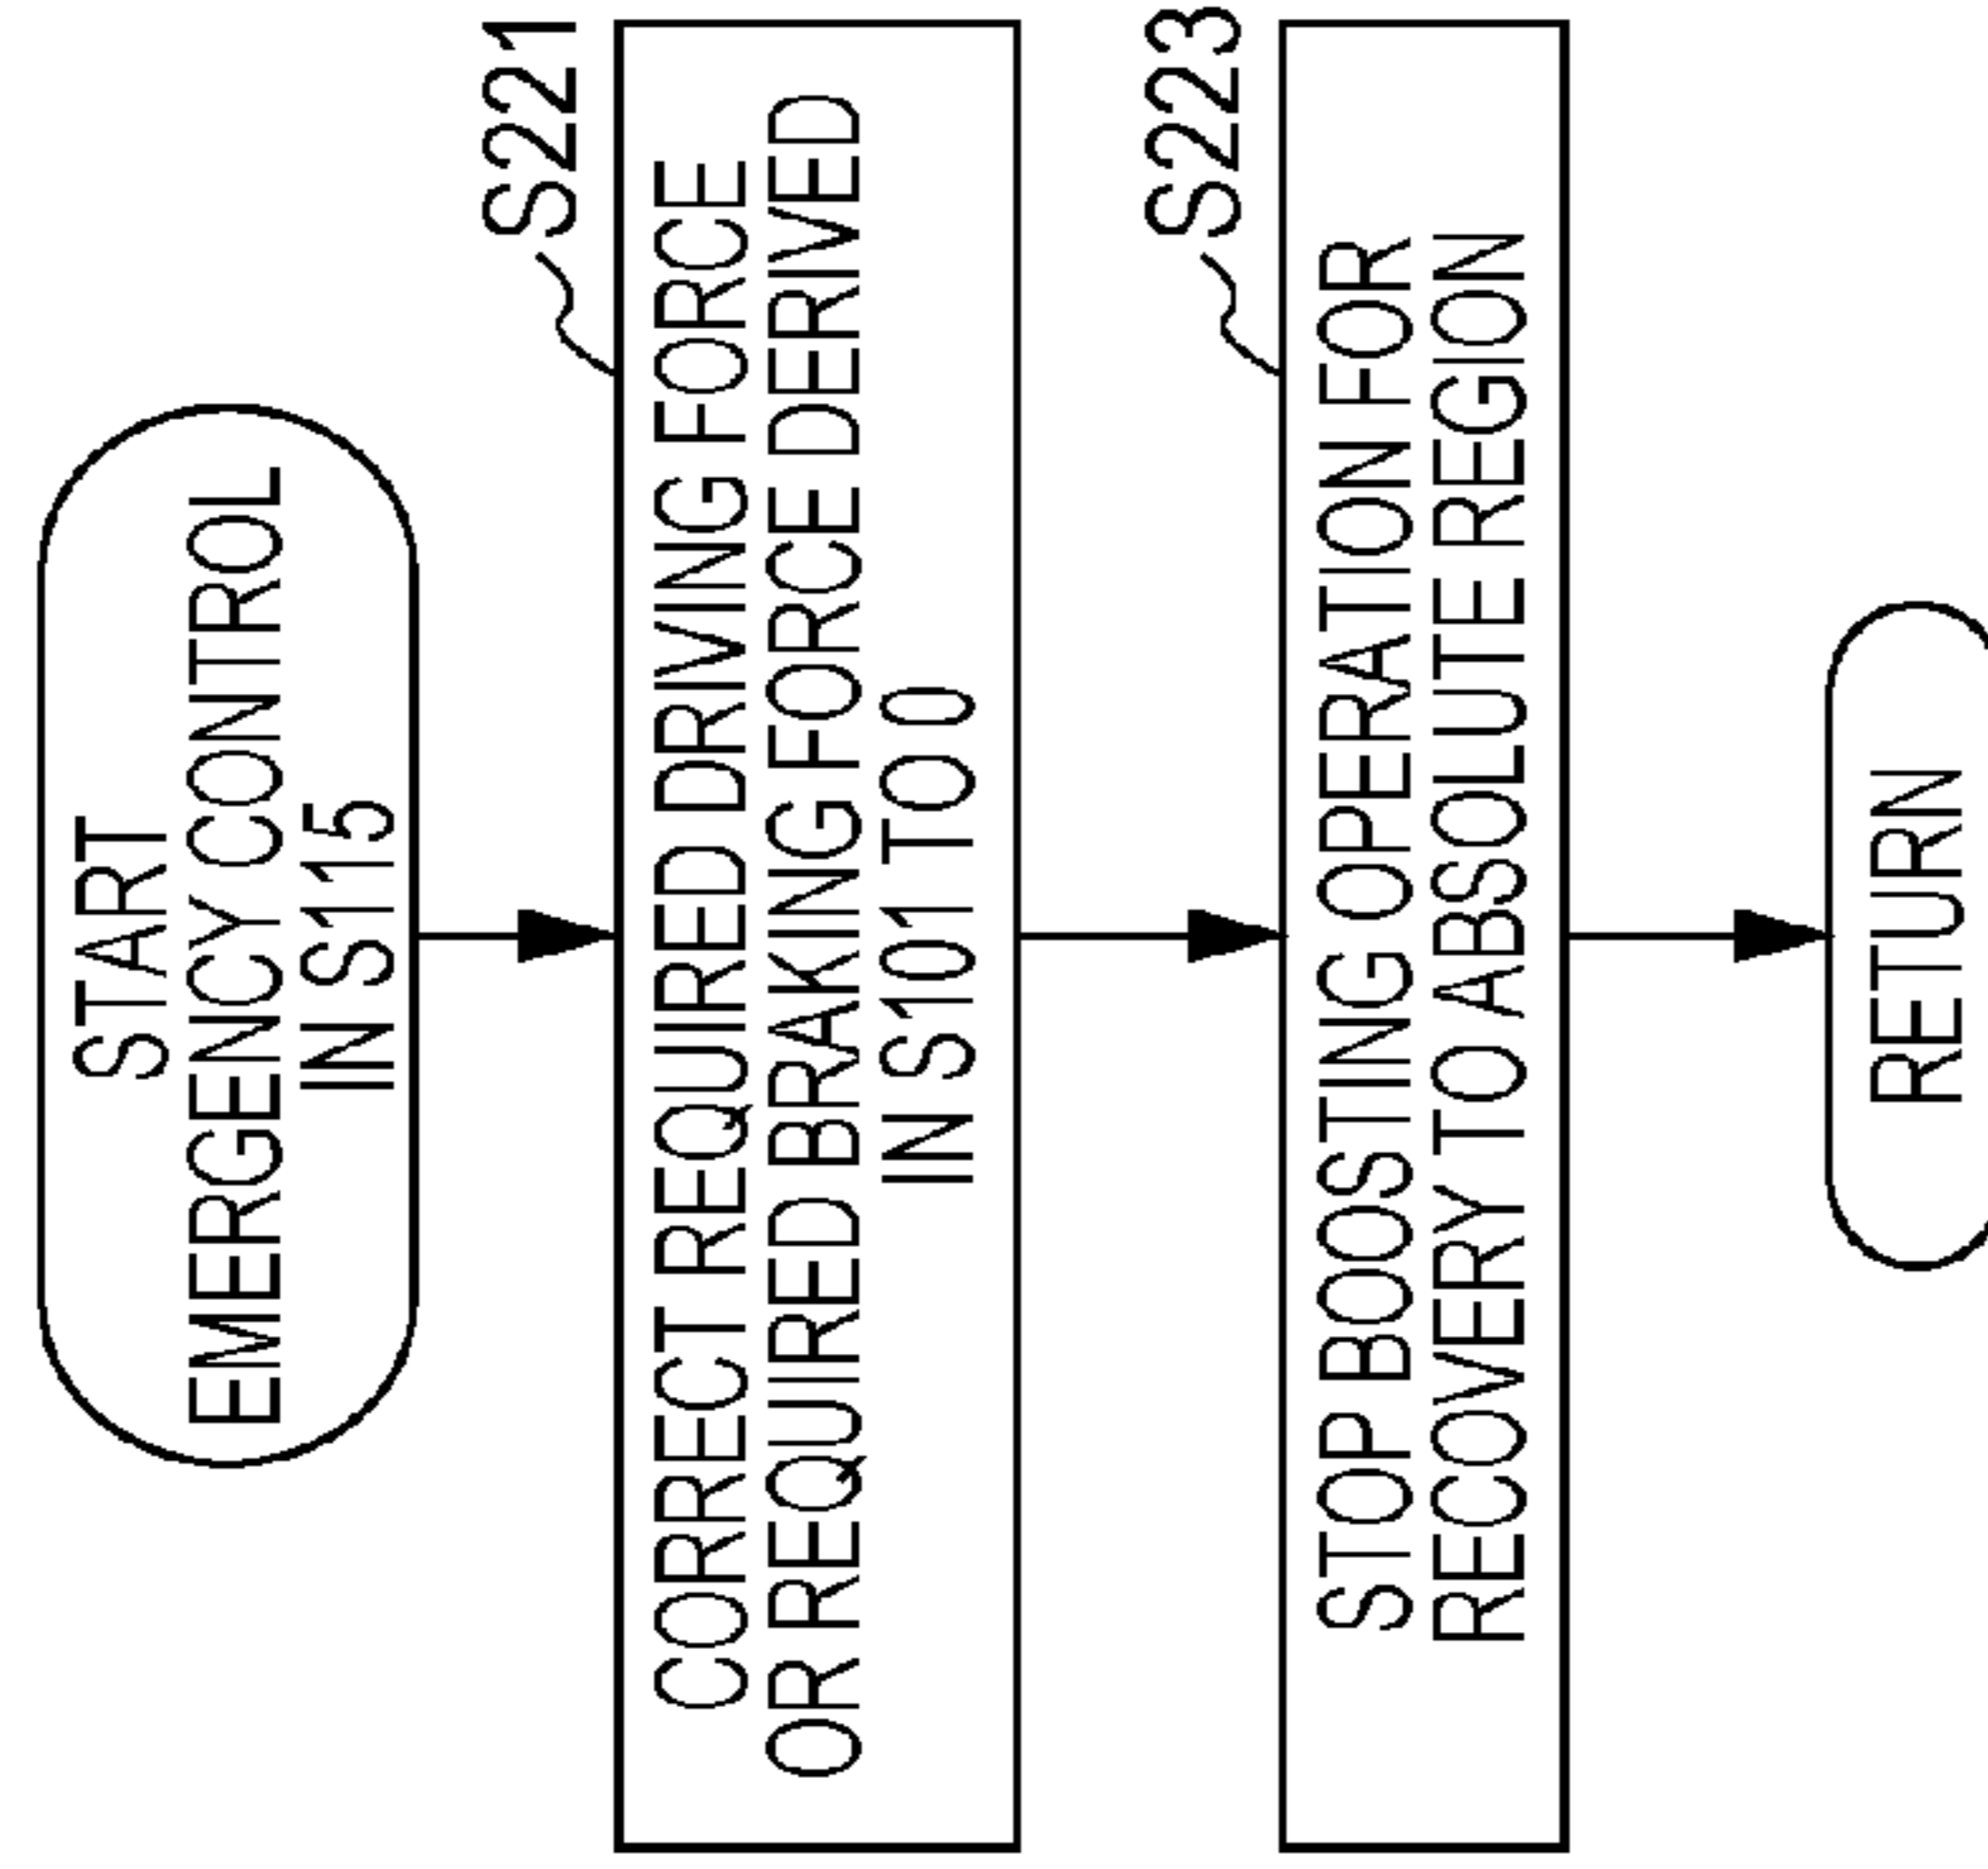 START
EMERGENCY CONTROL
IN S115
S221
CORRECT REQUIRED DRIVING FORCE
OR REQUIRED BRAKING FORCE DERIVED
IN S101 TO 0
S223
STOP BOOSTING OPERATION FOR
RECOVERY TO ABSOLUTE REGION
RETURN